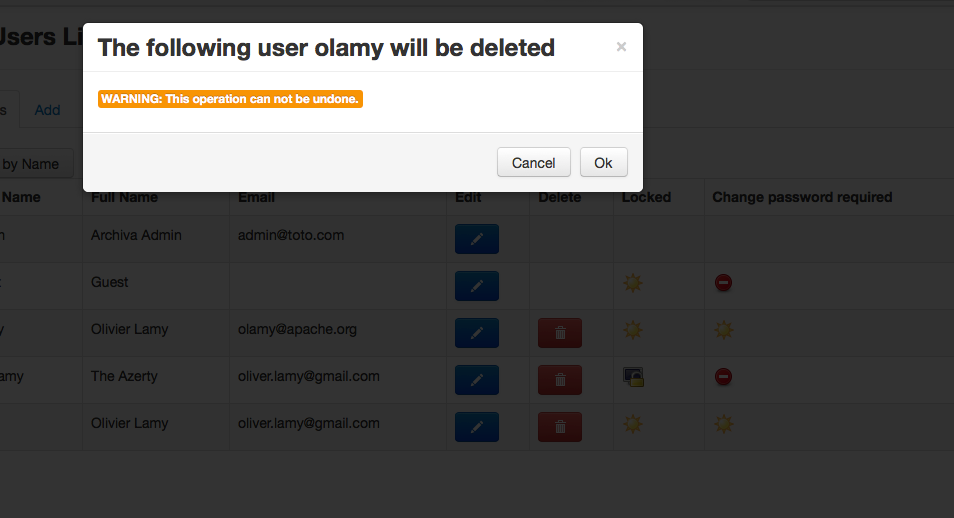 Users Li
The following user olamy will be deleted ×
WARNING: This operation can not be undone.
Cancel Ok
s Add
by Name
Name Full Name Email Edit Delete Locked Change password required
n Archiva Admin admin@toto.com
Guest
y Olivier Lamy olamy@apache.org
amy The Azerty oliver.lamy@gmail.com
Olivier Lamy oliver.lamy@gmail.com